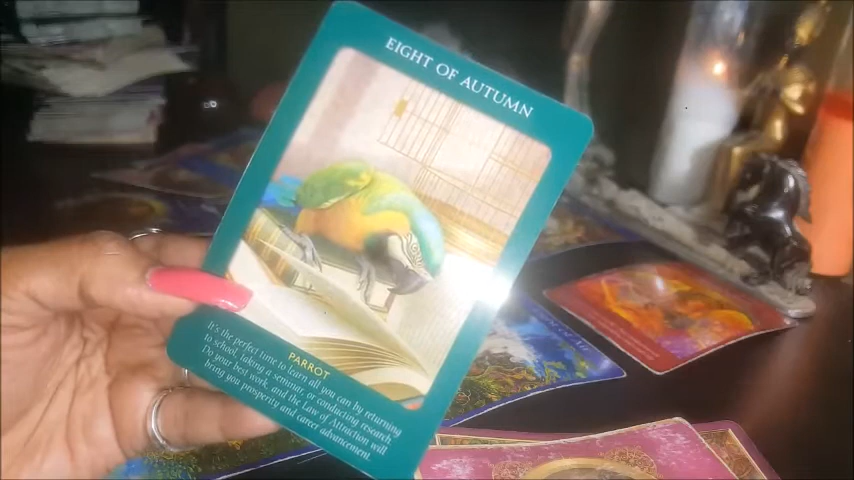 EIGHT OF AUTUMN
PARROT
It's the perfect time to learn all you can by returning
to school, taking a seminar, or conducting research.
Do your best work, and the Law of Attraction will
bring you prosperity and career advancement.